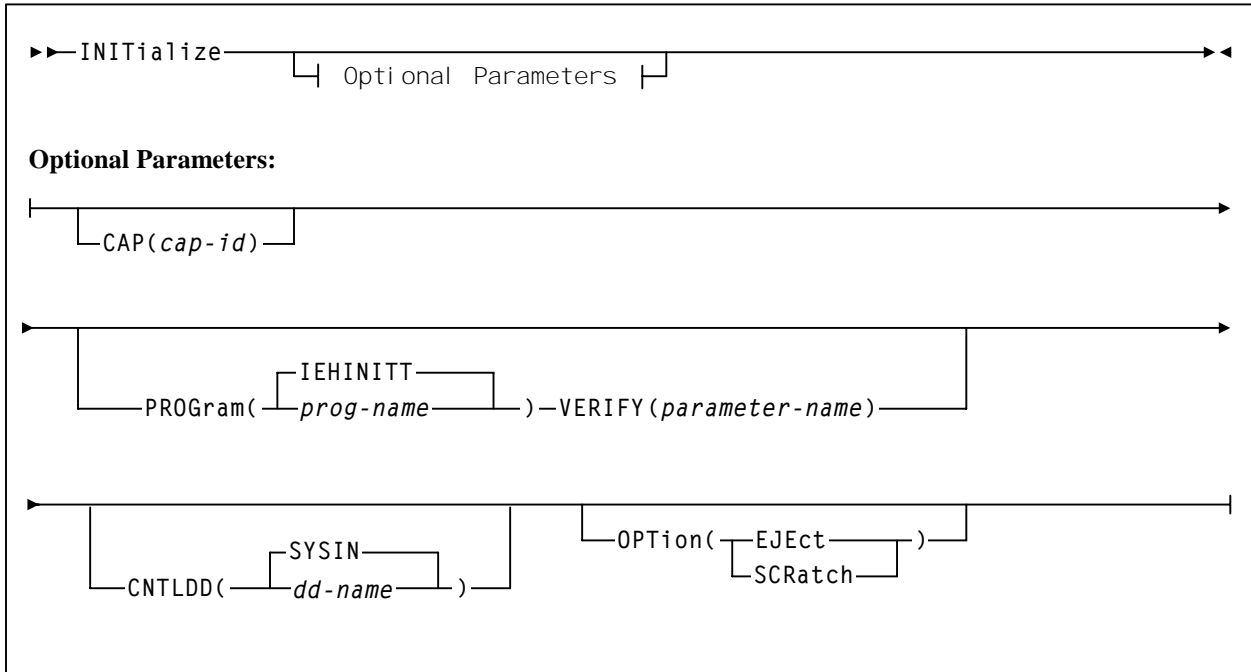 INITialize
Optional Parameters
Optional Parameters:
CAP(cap-id)
IEHINITT
PROGram( prog-name ) VERIFY(parameter-name)
SYSIN
CNTLDD( dd-name )
OPTion( EJEct )
SCRatch